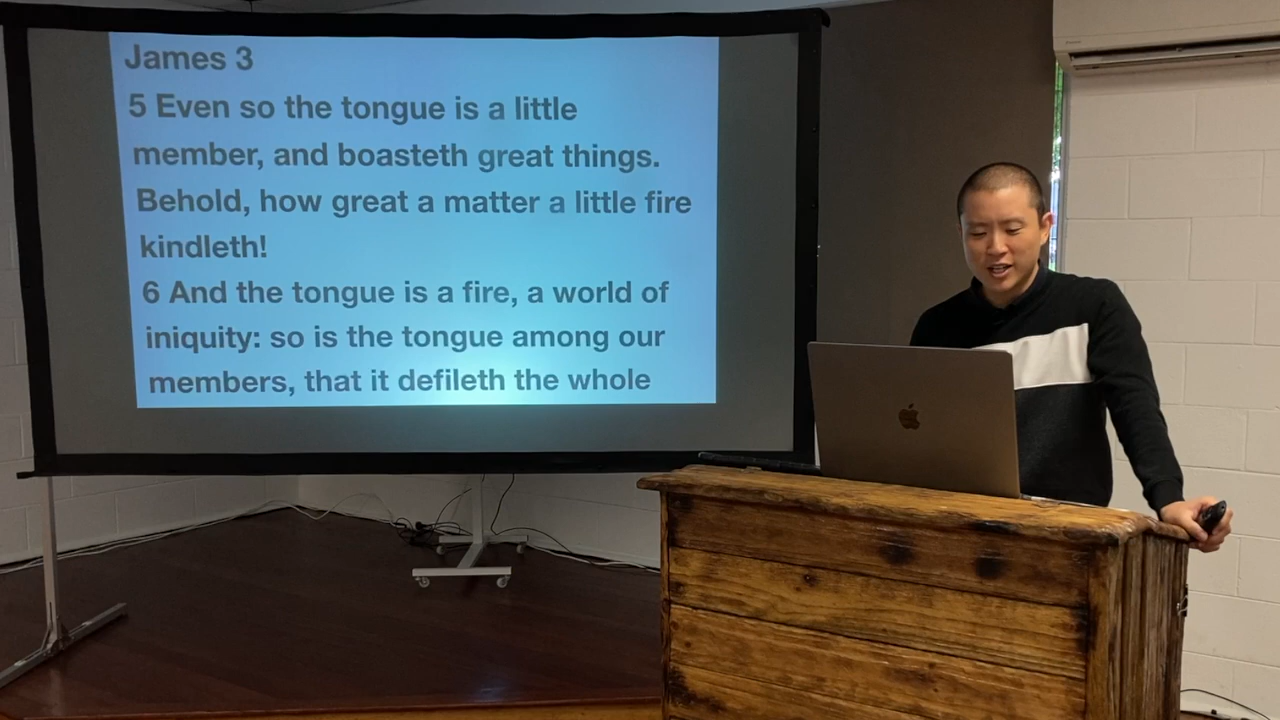 James 3
5 Even so the tongue is a little
member, and boasteth great things.
Behold, how great a matter a little fire
kindleth!
6 And the tongue is a fire, a world of
iniquity: so is the tongue among our
members, that it defileth the whole